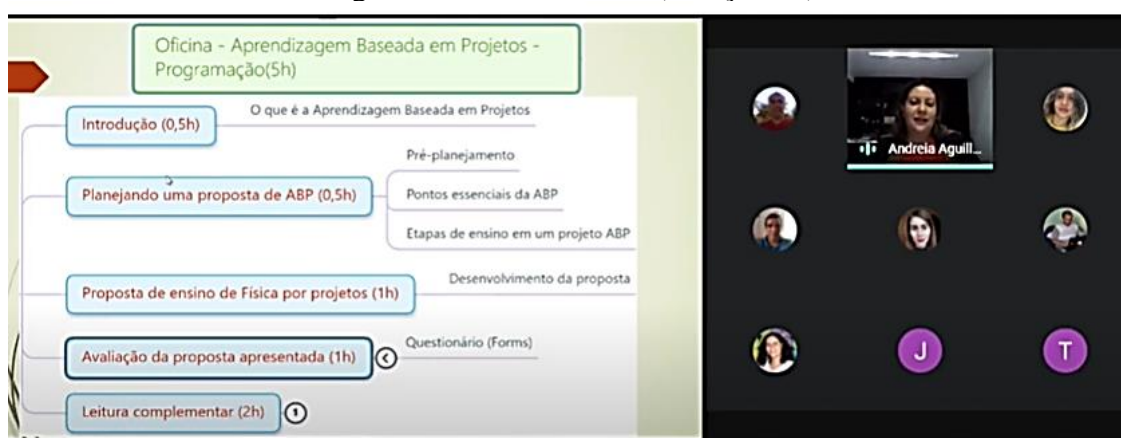 Oficina - Aprendizagem Baseada em Projetos -
Programação(5h)
Introdução (0,5h)
O que é a Aprendizagem Baseada em Projetos
Planejando uma proposta de ABP (0,5h)
Pré-planejamento
Pontos essenciais da ABP
Etapas de ensino em um projeto ABP
Proposta de ensino de Física por projetos (1h)
Desenvolvimento da proposta
Avaliação da proposta apresentada (1h)
Questionário (Forms)
Leitura complementar (2h)
1
Andreia Aguill...
J
T